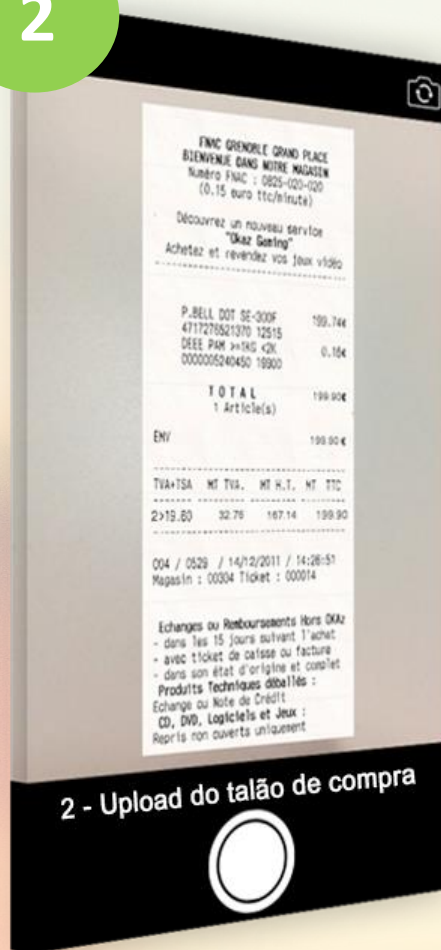 2
FNAC GRENOBLE GRAND PLACE
BIENVENUE DANS NOTRE MAGASIN
Numéro FNAC : 0825-020-020
(0.15 euro ttc/minute)
Découvrez un nouveau service
"Okaz Gaming"
Achetez et revendez vos jeux vidéo
P.BELL DOT SE-300F 199.74€
4717276521370 12515
DEEE PAM >=1KG <2K 0.16€
0000005240450 19900
TOTAL 199.90€
1 Article(s)
EMV 199.90 €
TVA+TSA MT TVA. MT H.T. MT TTC
2>19.60 32.76 167.14 199.90
004 / 0529 / 14/12/2011 / 14:26:51
Magasin : 00304 Ticket : 000014
Echanges ou Remboursements Hors OKAz
- dans les 15 jours suivant l'achat
- avec ticket de caisse ou facture
- dans son état d'origine et complet
Produits Techniques déballés :
Echange ou Note de Crédit
CD, DVD, Logiciels et Jeux :
Repris non ouverts uniquement
2 - Upload do talão de compra